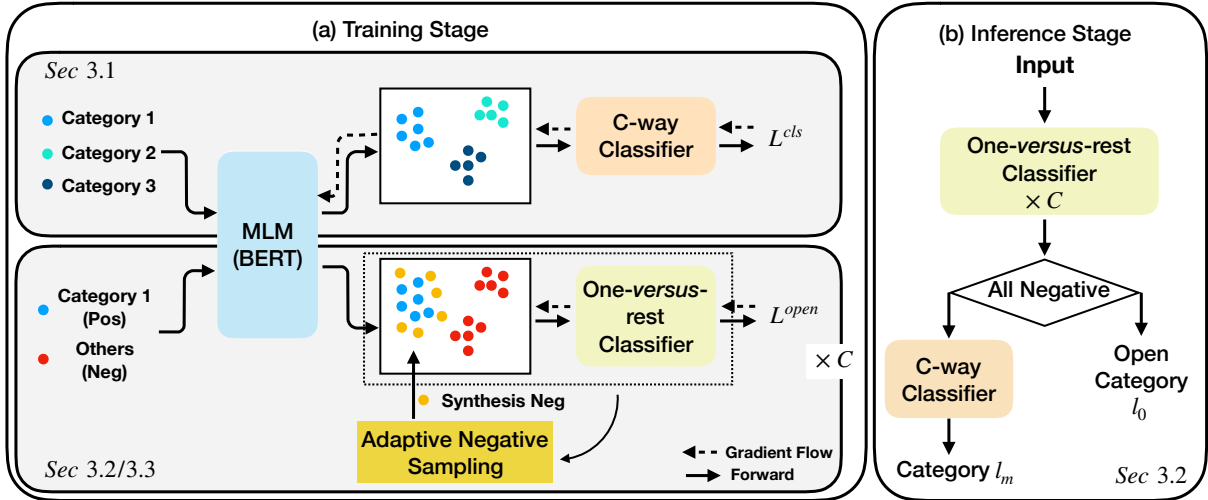 (a) Training Stage
Sec 3.1
Category 1
Category 2
Category 3
MLM
(BERT)
C-way
Classifier
L^{cls}
Category 1
(Pos)
Others
(Neg)
One-versus-
rest
Classifier
L^{open}
× C
Synthesis Neg
Adaptive Negative
Sampling
Gradient Flow
Forward
Sec 3.2/3.3
(b) Inference Stage
Input
One-versus-rest
Classifier
× C
All Negative
C-way
Classifier
Open
Category
l_0
Category l_m
Sec 3.2